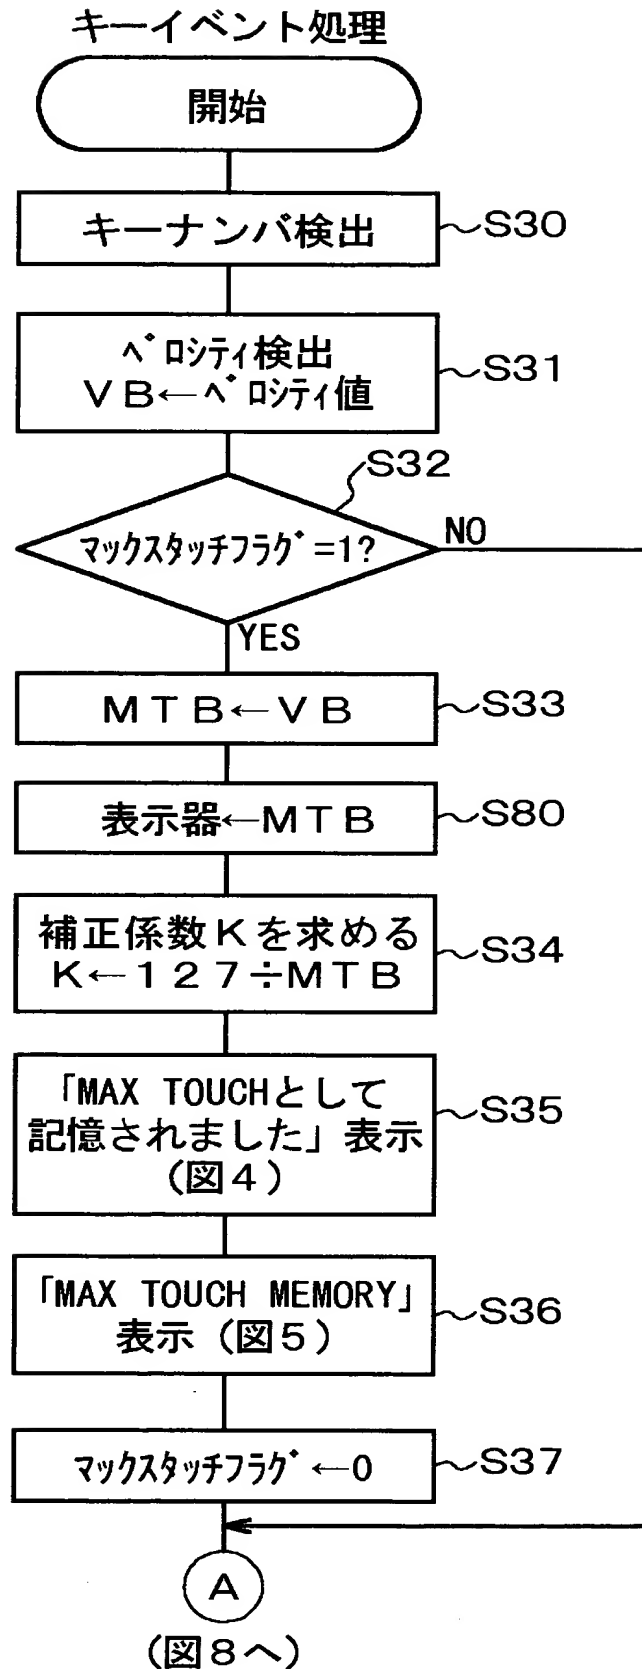 キーイベント処理
開始
キーナンバ検出
S30
ﾍﾞﾛｼﾃｨ検出
ＶＢ←ﾍﾞﾛｼﾃｨ値
S31
S32
ﾏｯｸｽﾀｯﾁﾌﾗｸﾞ=1?
NO
YES
ＭＴＢ←ＶＢ
S33
表示器←ＭＴＢ
S80
補正係数Ｋを求める
Ｋ←１２７÷ＭＴＢ
S34
「MAX TOUCHとして
記憶されました」表示
(図４)
S35
「MAX TOUCH MEMORY」
表示（図５）
S36
ﾏｯｸｽﾀｯﾁﾌﾗｸﾞ←0
S37
A
(図８へ)